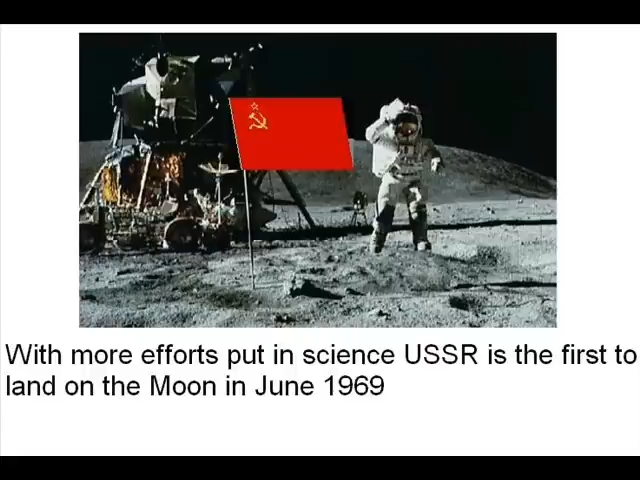 With more efforts put in science USSR is the first to
land on the Moon in June 1969